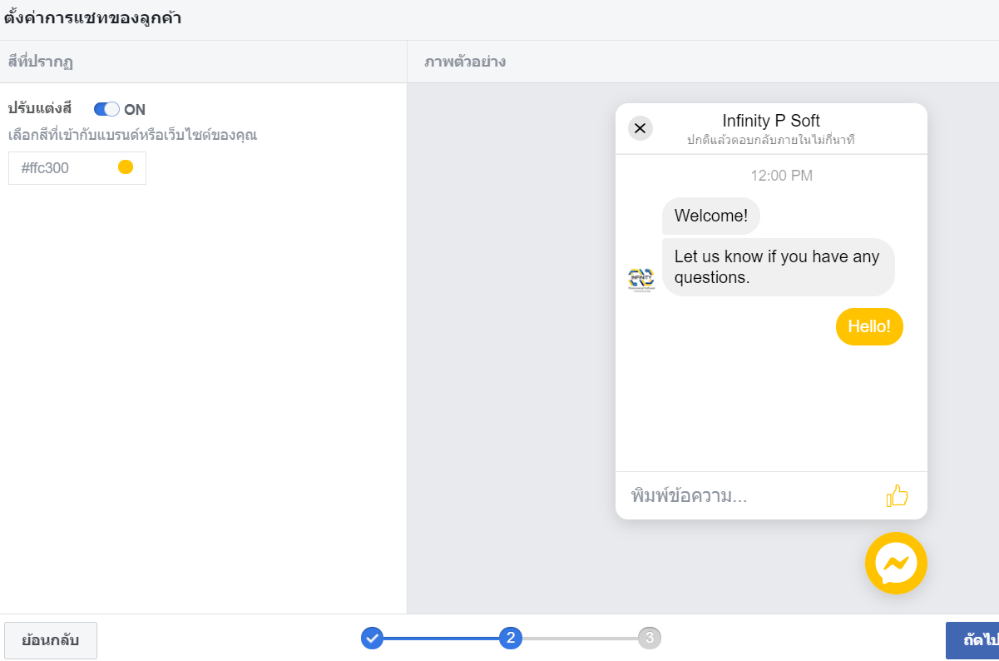 ตั้งค่าการแชทของลูกค้า
สีที่ปรากฏ
ภาพตัวอย่าง
ปรับแต่งสี ON
เลือกสีที่เข้ากับแบรนด์หรือเว็บไซต์ของคุณ
#ffc300
Infinity P Soft
ปกติแล้วตอบกลับภายในไม่กี่นาที
12:00 PM
Welcome!
Let us know if you have any
questions.
INFINITY
Hello!
พิมพ์ข้อความ...
ย้อนกลับ
2
3
ถัดไป